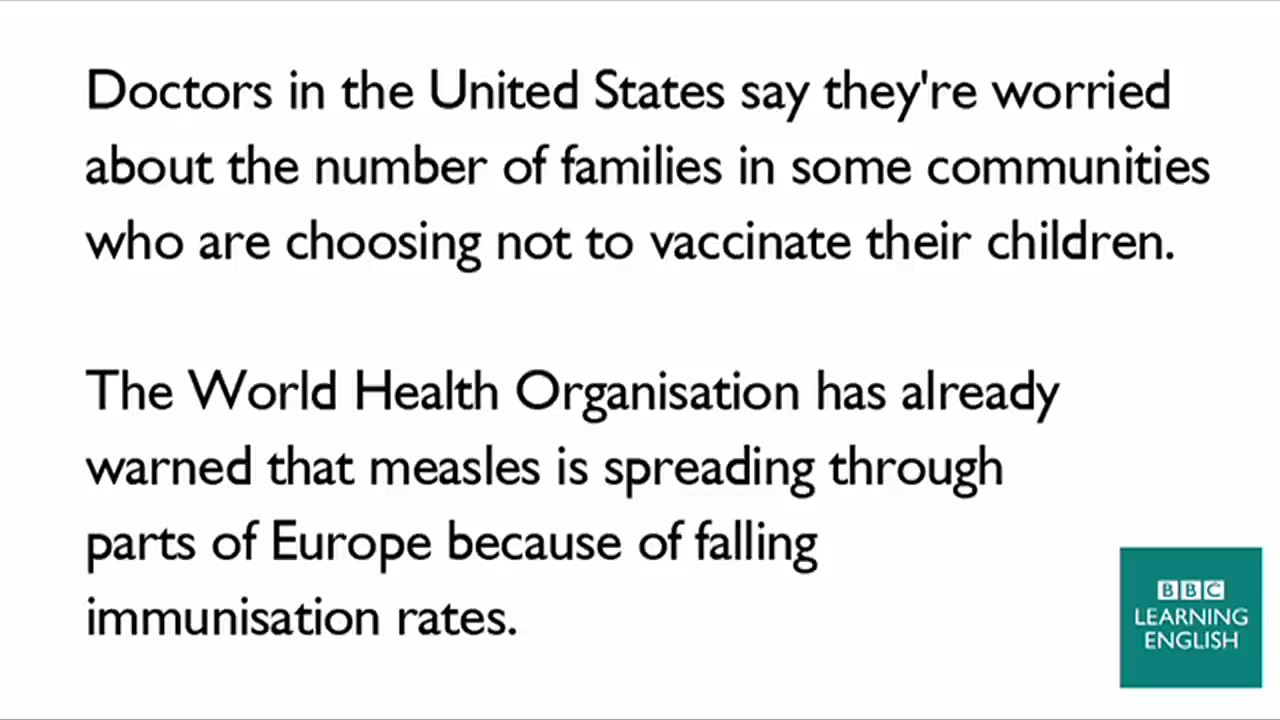 Doctors in the United States say they're worried
about the number of families in some communities
who are choosing not to vaccinate their children.
The World Health Organisation has already
warned that measles is spreading through
parts of Europe because of falling
immunisation rates.
BBC
LEARNING
ENGLISH